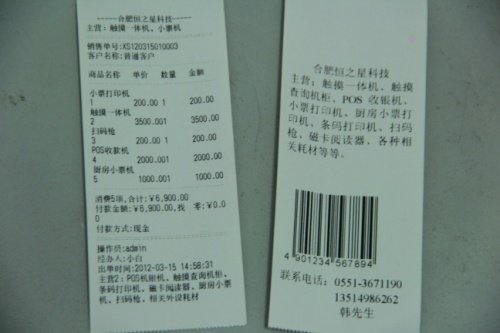 -----合肥恒之星科技-----
主营：触摸一体机、小票机
销售单号:XS120315010003
客户名称:普通客户
商品名称 单价 数量 金额
小票打印机
1 200.00 1 200.00
触摸一体机
2 3500.001 3500.00
扫码枪
3 200.00 1 200.00
POS收款机
4 2000.001 2000.00
厨房小票机
5 1000.001 1000.00
消费5项,合计:￥6,900.00
付款金额:￥6,900.00,找 零:￥0.0
0
付款方式:现金
操作员:admin
经办人:小白
出单时间:2012-03-15 14:58:31
主营2：POS机柜机、触摸查询机柜、
条码打印机、磁卡阅读器、厨房小票
机、扫码枪、相关外设耗材
合肥恒之星科技
主营：触摸一体机、触摸
查询机柜、POS 收银机、
小票打印机、厨房小票打
印机、条码打印机、扫码
枪、磁卡阅读器、各种相
关耗材等等。
4 901234 567894
联系电话：0551-3671190
13514986262
韩先生